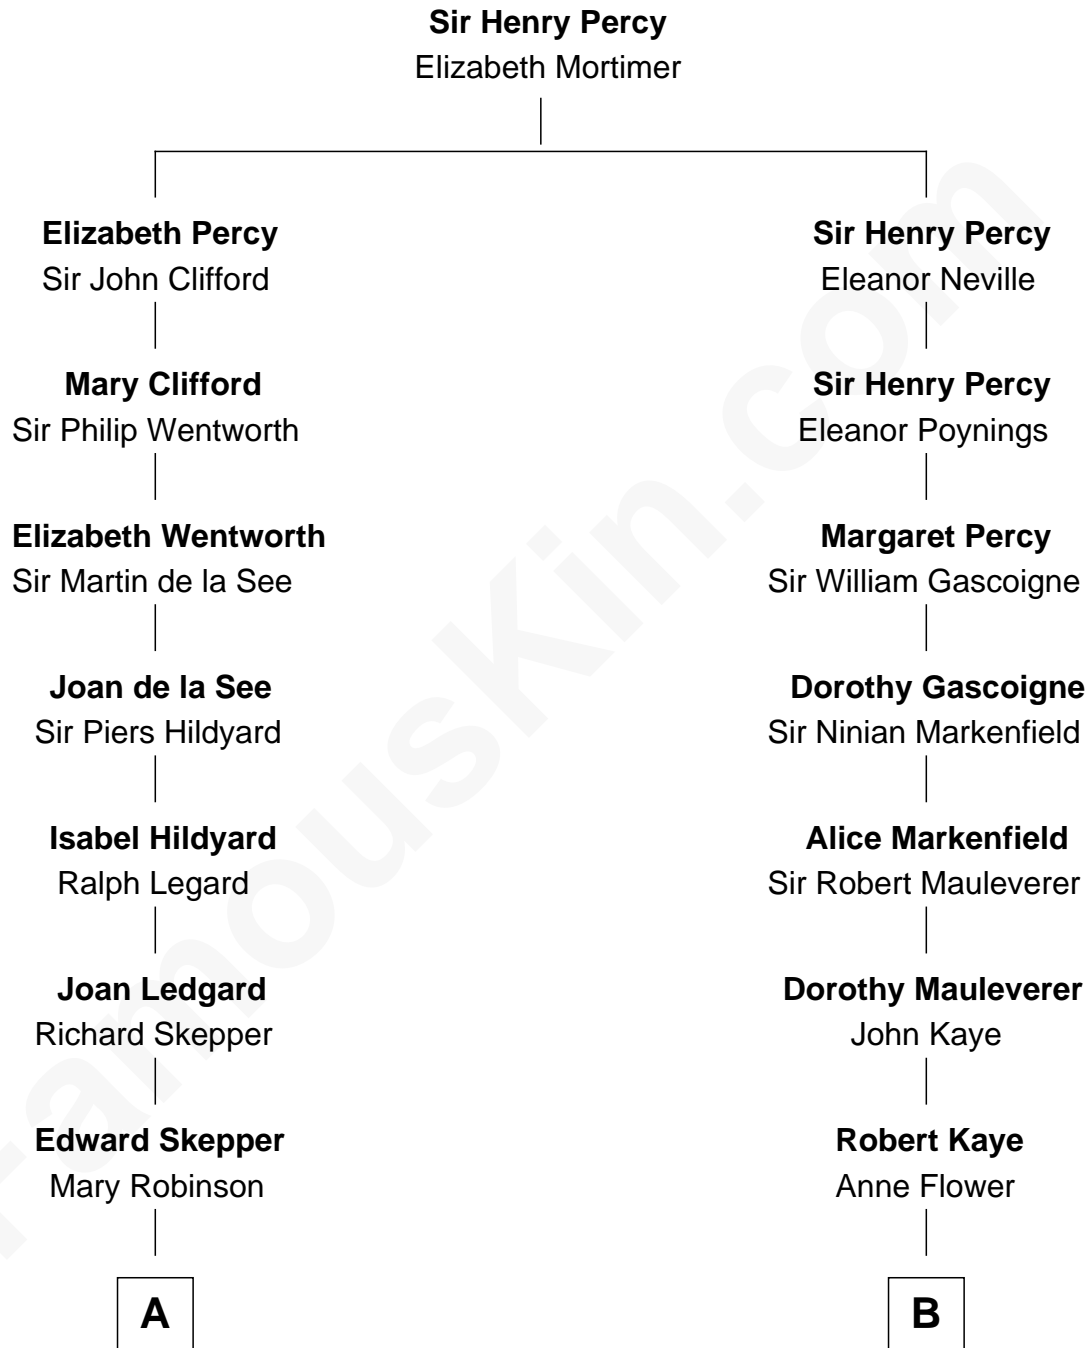 Sir Henry Percy
Elizabeth Mortimer
Elizabeth Percy
Sir John Clifford
Sir Henry Percy
Eleanor Neville
Mary Clifford
Sir Philip Wentworth
Sir Henry Percy
Eleanor Poynings
Elizabeth Wentworth
Sir Martin de la See
Margaret Percy
Sir William Gascoigne
Joan de la See
Sir Piers Hildyard
Dorothy Gascoigne
Sir Ninian Markenfield
Isabel Hildyard
Ralph Legard
Alice Markenfield
Sir Robert Mauleverer
Joan Ledgard
Richard Skepper
Dorothy Mauleverer
John Kaye
Edward Skepper
Mary Robinson
Robert Kaye
Anne Flower
A
B
FamousKin.com